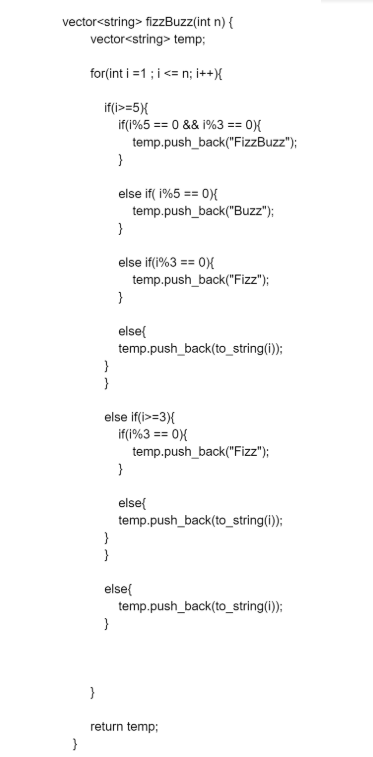 vector<string> fizzBuzz(int n) {
vector<string> temp;
for(int i =1 ; i <= n; i++){
if(i>=5){
if(i%5 == 0 && i%3 == 0){
temp.push_back("FizzBuzz");
}
else if( i%5 == 0){
temp.push_back("Buzz");
}
else if(i%3 == 0){
temp.push_back("Fizz");
}
else{
temp.push_back(to_string(i));
}
}
else if(i>=3){
if(i%3 == 0){
temp.push_back("Fizz");
}
else{
temp.push_back(to_string(i));
}
}
else{
temp.push_back(to_string(i));
}
}
return temp;
}